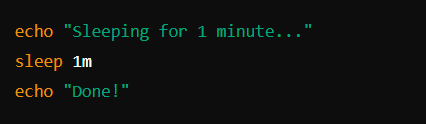 echo "Sleeping for 1 minute..."
sleep 1m
echo "Done!"